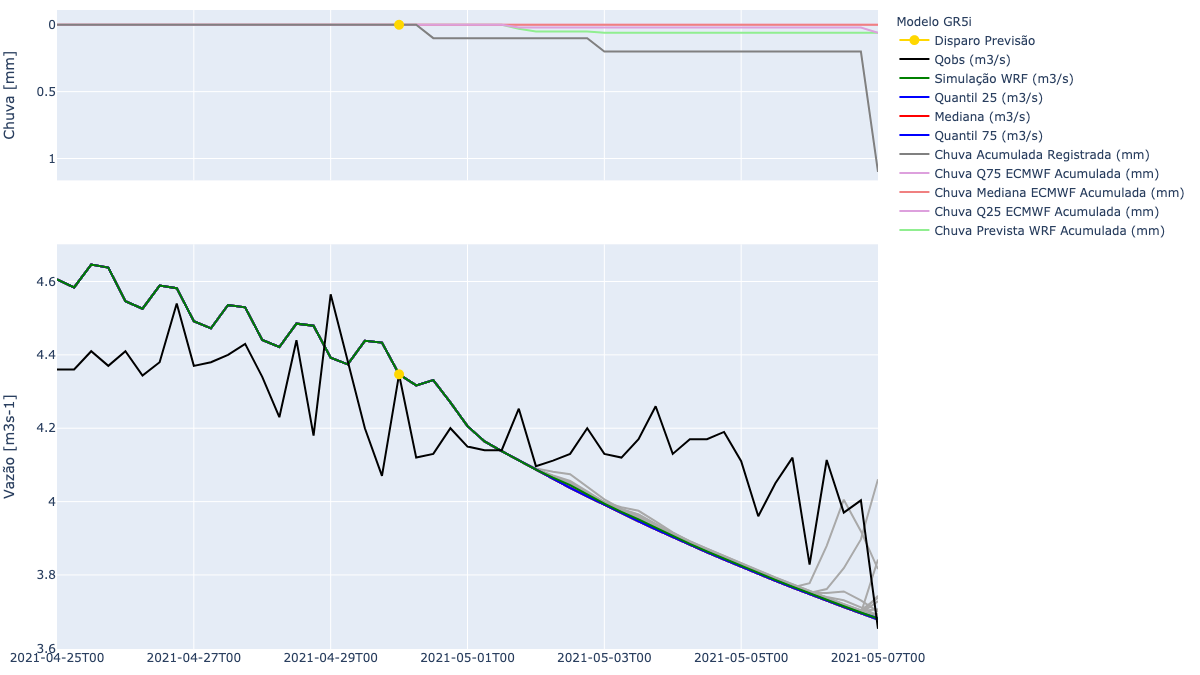 Chuva [mm]
0
0.5
1
Modelo GR5i
Disparo Previsão
Qobs (m3/s)
Simulação WRF (m3/s)
Quantil 25 (m3/s)
Mediana (m3/s)
Quantil 75 (m3/s)
Chuva Acumulada Registrada (mm)
Chuva Q75 ECMWF Acumulada (mm)
Chuva Mediana ECMWF Acumulada (mm)
Chuva Q25 ECMWF Acumulada (mm)
Chuva Prevista WRF Acumulada (mm)
Vazão [m3s-1]
4.6
4.4
4.2
4
3.8
3.6
2021-04-25T00
2021-04-27T00
2021-04-29T00
2021-05-01T00
2021-05-03T00
2021-05-05T00
2021-05-07T00